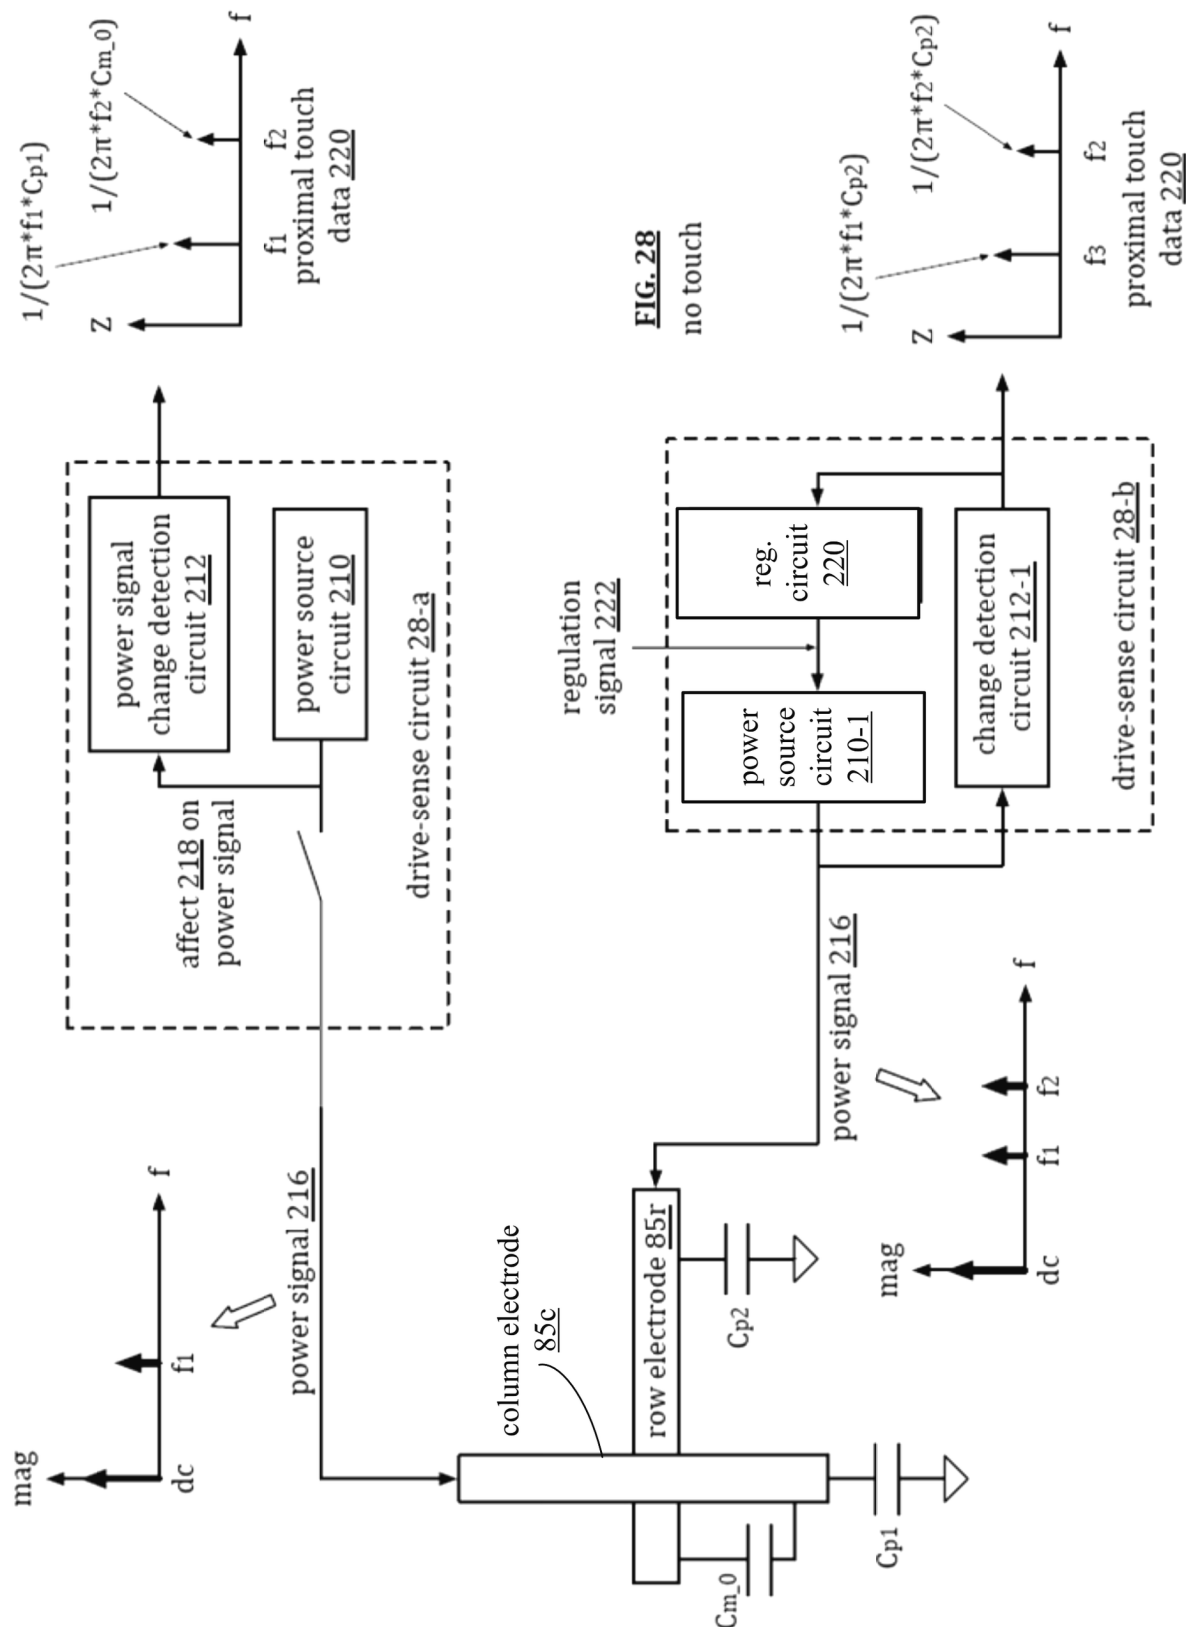 1/(2π*f1*Cp1)
1/(2π*f2*Cm_0)
Z
f
f1
f2
proximal touch
data 220
power signal
change detection
circuit 212
power source
circuit 210
affect 218 on
power signal
drive-sense circuit 28-a
mag
dc
f1
f
power signal 216
column electrode
85c
row electrode 85r
Cm_0
Cp1
Cp2
FIG. 28
no touch
regulation
signal 222
reg.
circuit
220
power
source
circuit
210-1
change detection
circuit 212-1
drive-sense circuit 28-b
power signal 216
mag
dc
f1
f2
f
1/(2π*f1*Cp2)
1/(2π*f2*Cp2)
Z
f
f3
f2
proximal touch
data 220